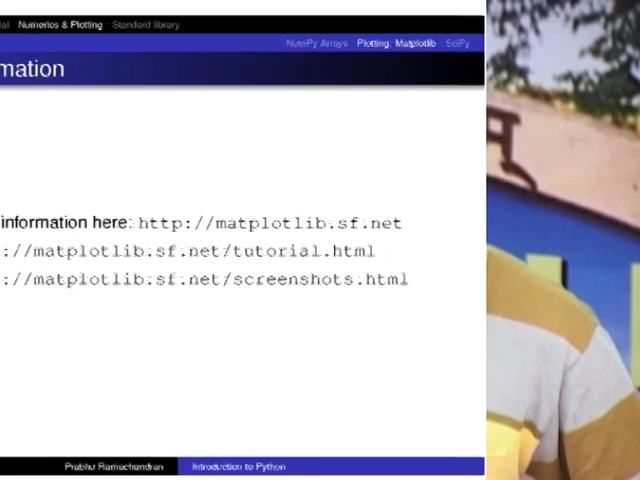 Numerics & Plotting Standard library
NumPy Arrays Plotting: Matplotlib SciPy
mation
information here: http://matplotlib.sf.net
://matplotlib.sf.net/tutorial.html
://matplotlib.sf.net/screenshots.html
Prabhu Ramachandran Introduction to Python